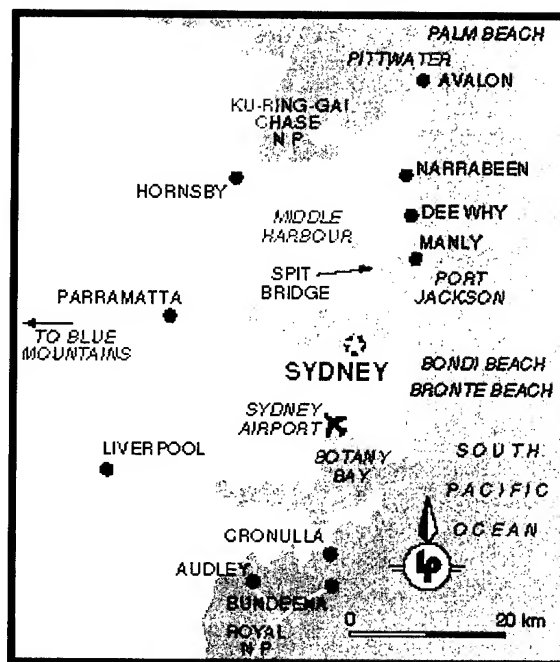 PALM BEACH
PITTWATER
AVALON
KU-RING-GAI
CHASE
N P
NARRABEEN
HORNSBY
DEE WHY
MIDDLE
HARBOUR
MANLY
SPIT
BRIDGE
PORT
JACKSON
PARRAMATTA
TO BLUE
MOUNTAINS
SYDNEY
BONDI BEACH
BRONTE BEACH
SYDNEY
AIRPORT
LIVERPOOL
BOTANY
BAY
SOUTH
PACIFIC
OCEAN
CRONULLA
lp
AUDLEY
BUNDEENA
ROYAL
N P
0 20 km